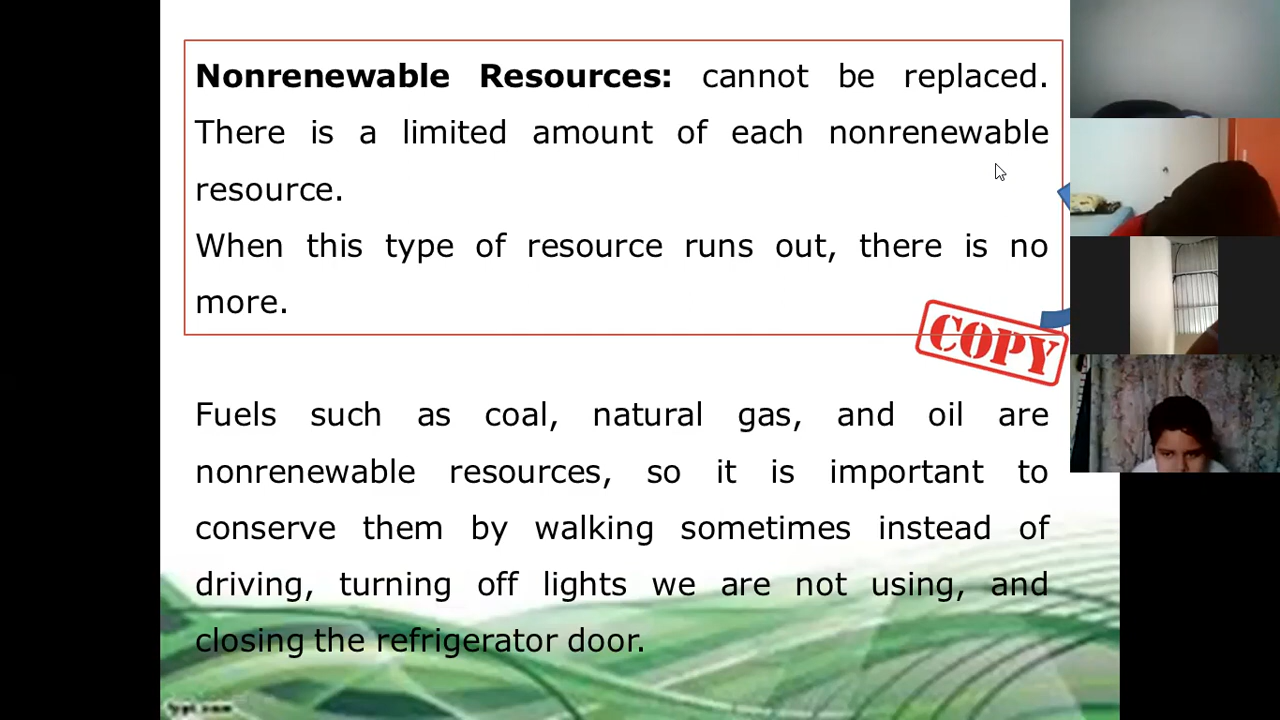 Nonrenewable Resources: cannot be replaced.
There is a limited amount of each nonrenewable
resource.
When this type of resource runs out, there is no
more.
COPY
Fuels such as coal, natural gas, and oil are
nonrenewable resources, so it is important to
conserve them by walking sometimes instead of
driving, turning off lights we are not using, and
closing the refrigerator door.